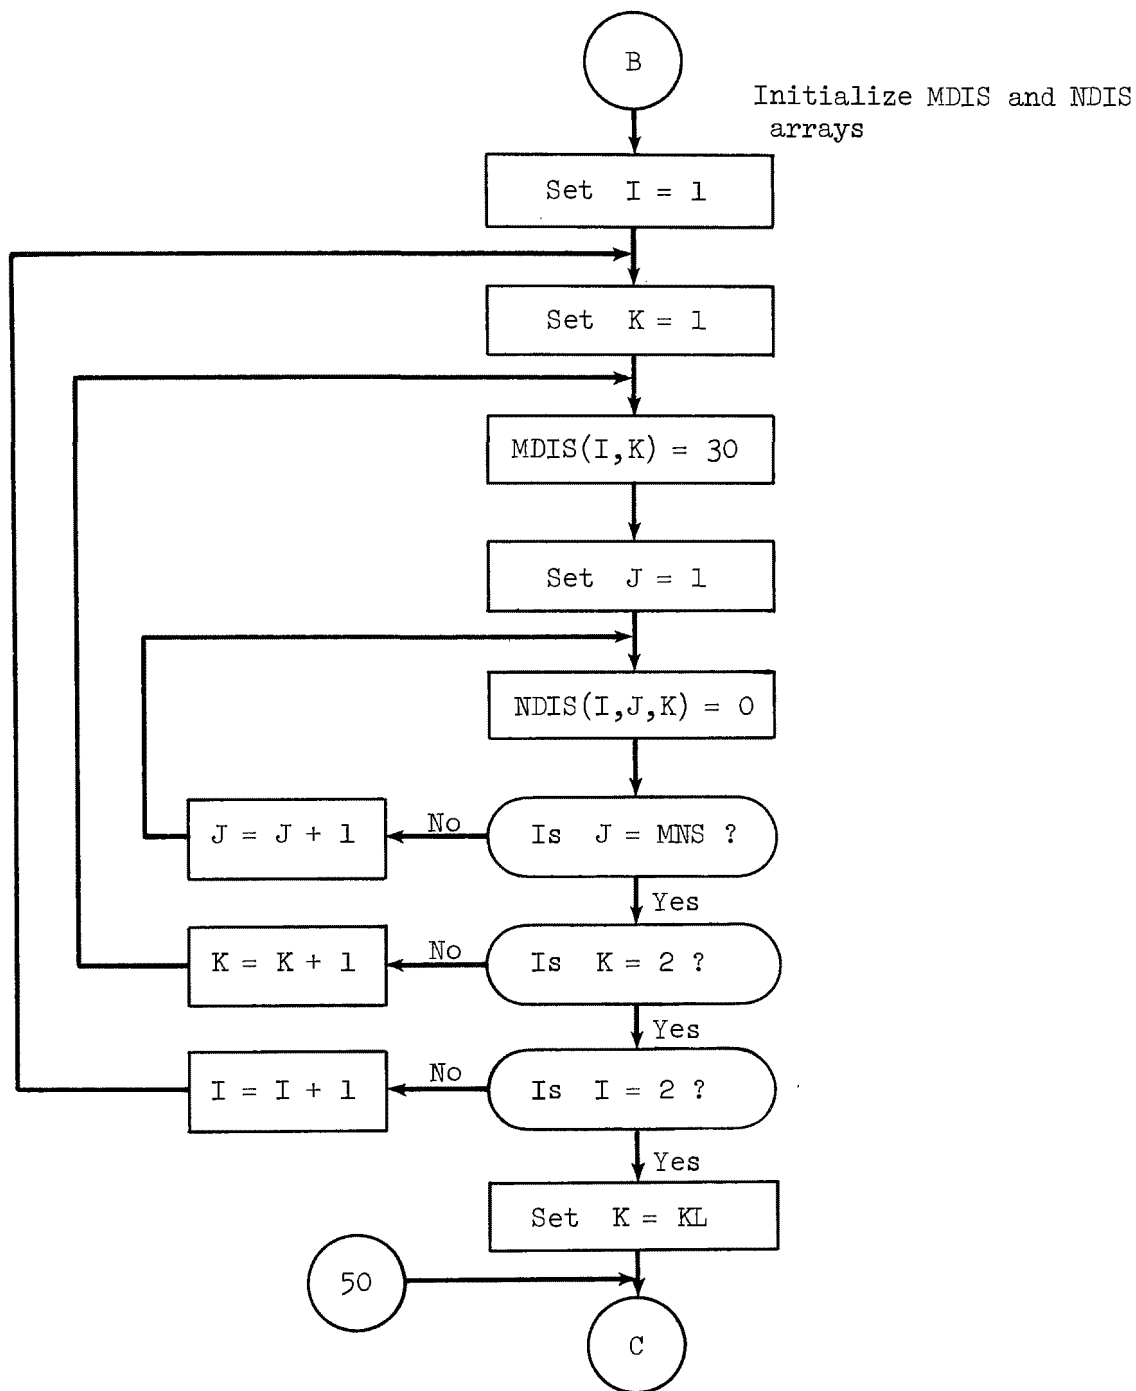 B
Initialize MDIS and NDIS
arrays
Set I = 1
Set K = 1
MDIS(I,K) = 30
Set J = 1
NDIS(I,J,K) = 0
J = J + 1
No
Is J = MNS ?
Yes
K = K + 1
No
Is K = 2 ?
Yes
I = I + 1
No
Is I = 2 ?
Yes
Set K = KL
50
C